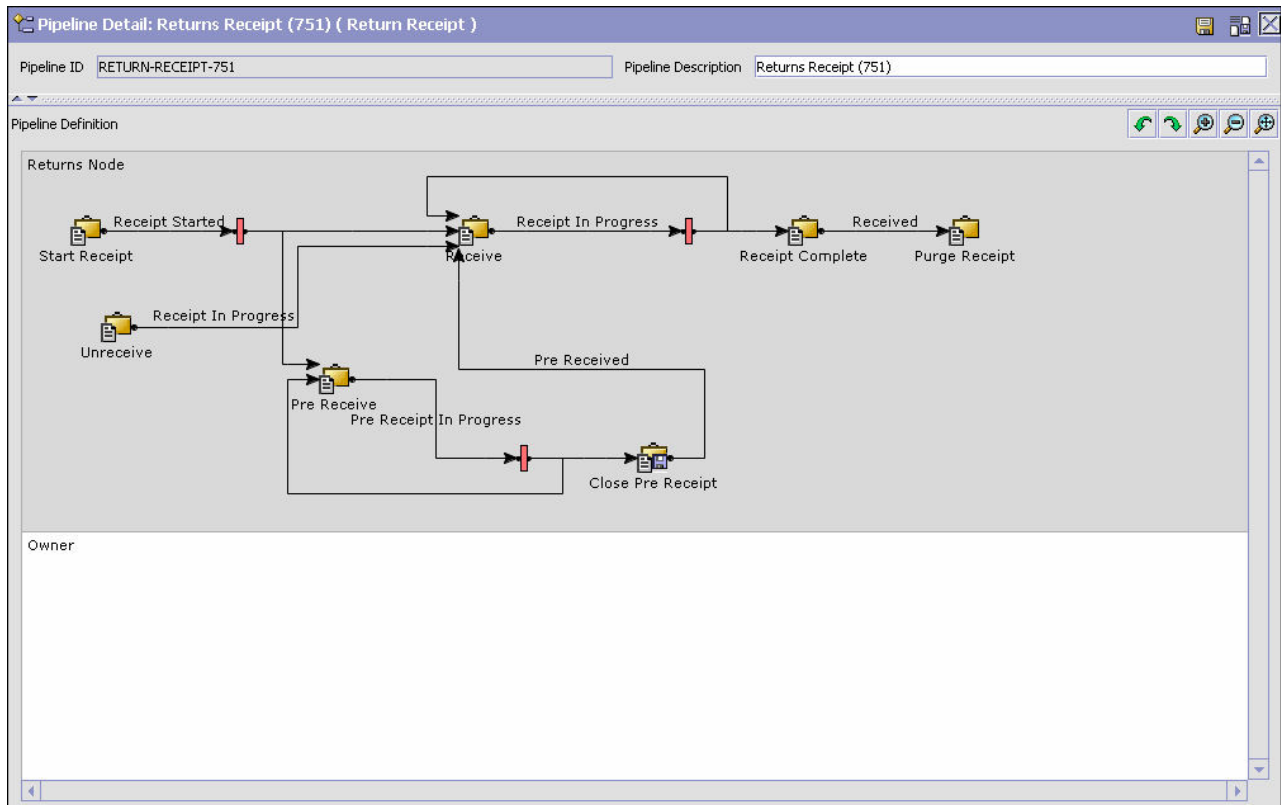 Pipeline Detail: Returns Receipt (751) ( Return Receipt )
Pipeline ID RETURN-RECEIPT-751 Pipeline Description Returns Receipt (751)
Pipeline Definition
Returns Node
Receipt Started Receipt In Progress Received
Start Receipt Receive Receipt Complete Purge Receipt
Receipt In Progress
Unreceive
Pre Received
Pre Receive
Pre Receipt In Progress
Close Pre Receipt
Owner